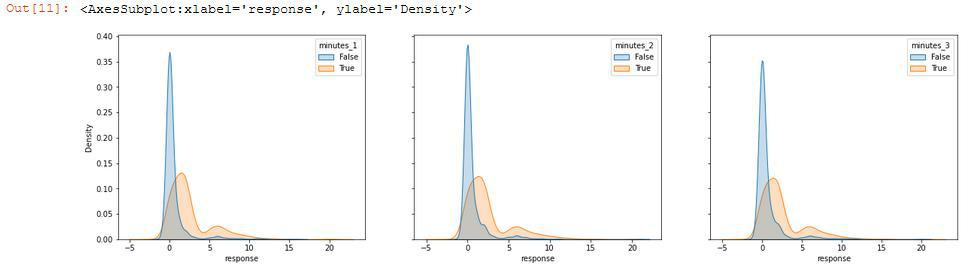 Out[11]: <AxesSubplot:xlabel='response', ylabel='Density'>
minutes_1
False
True
0.40
0.35
0.30
0.25
0.20
0.15
0.10
0.05
0.00
Density
−5 0 5 10 15 20
response
minutes_2
False
True
−5 0 5 10 15 20
response
minutes_3
False
True
−5 0 5 10 15 20
response